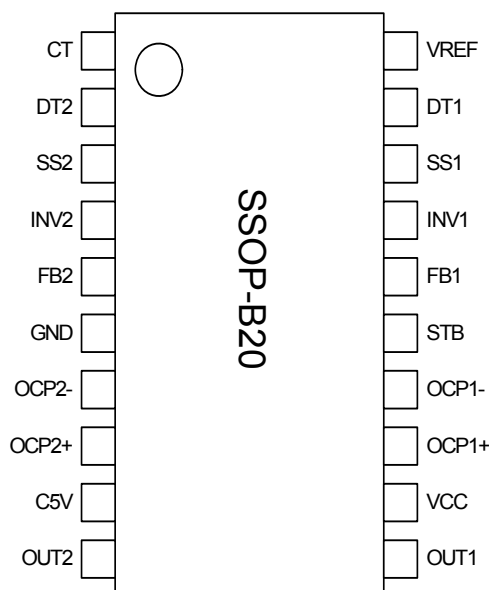 CT VREF
DT2 DT1
SS2 SS1
INV2 INV1
FB2 FB1
GND STB
OCP2- OCP1-
OCP2+ OCP1+
C5V VCC
OUT2 OUT1
SSOP-B20